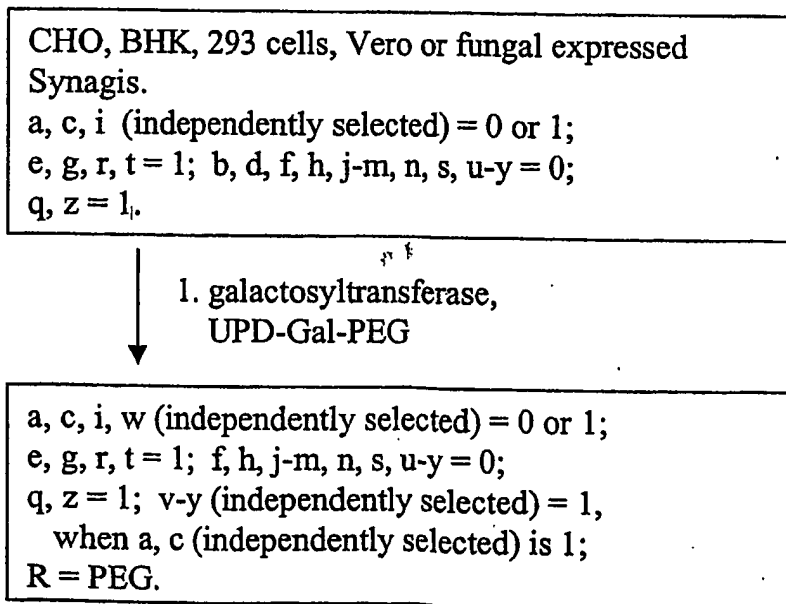 CHO, BHK, 293 cells, Vero or fungal expressed
Synagis.
a, c, i (independently selected) = 0 or 1;
e, g, r, t = 1; b, d, f, h, j-m, n, s, u-y = 0;
q, z = 1.
1. galactosyltransferase,
UPD-Gal-PEG
a, c, i, w (independently selected) = 0 or 1;
e, g, r, t = 1; f, h, j-m, n, s, u-y = 0;
q, z = 1; v-y (independently selected) = 1,
when a, c (independently selected) is 1;
R = PEG.